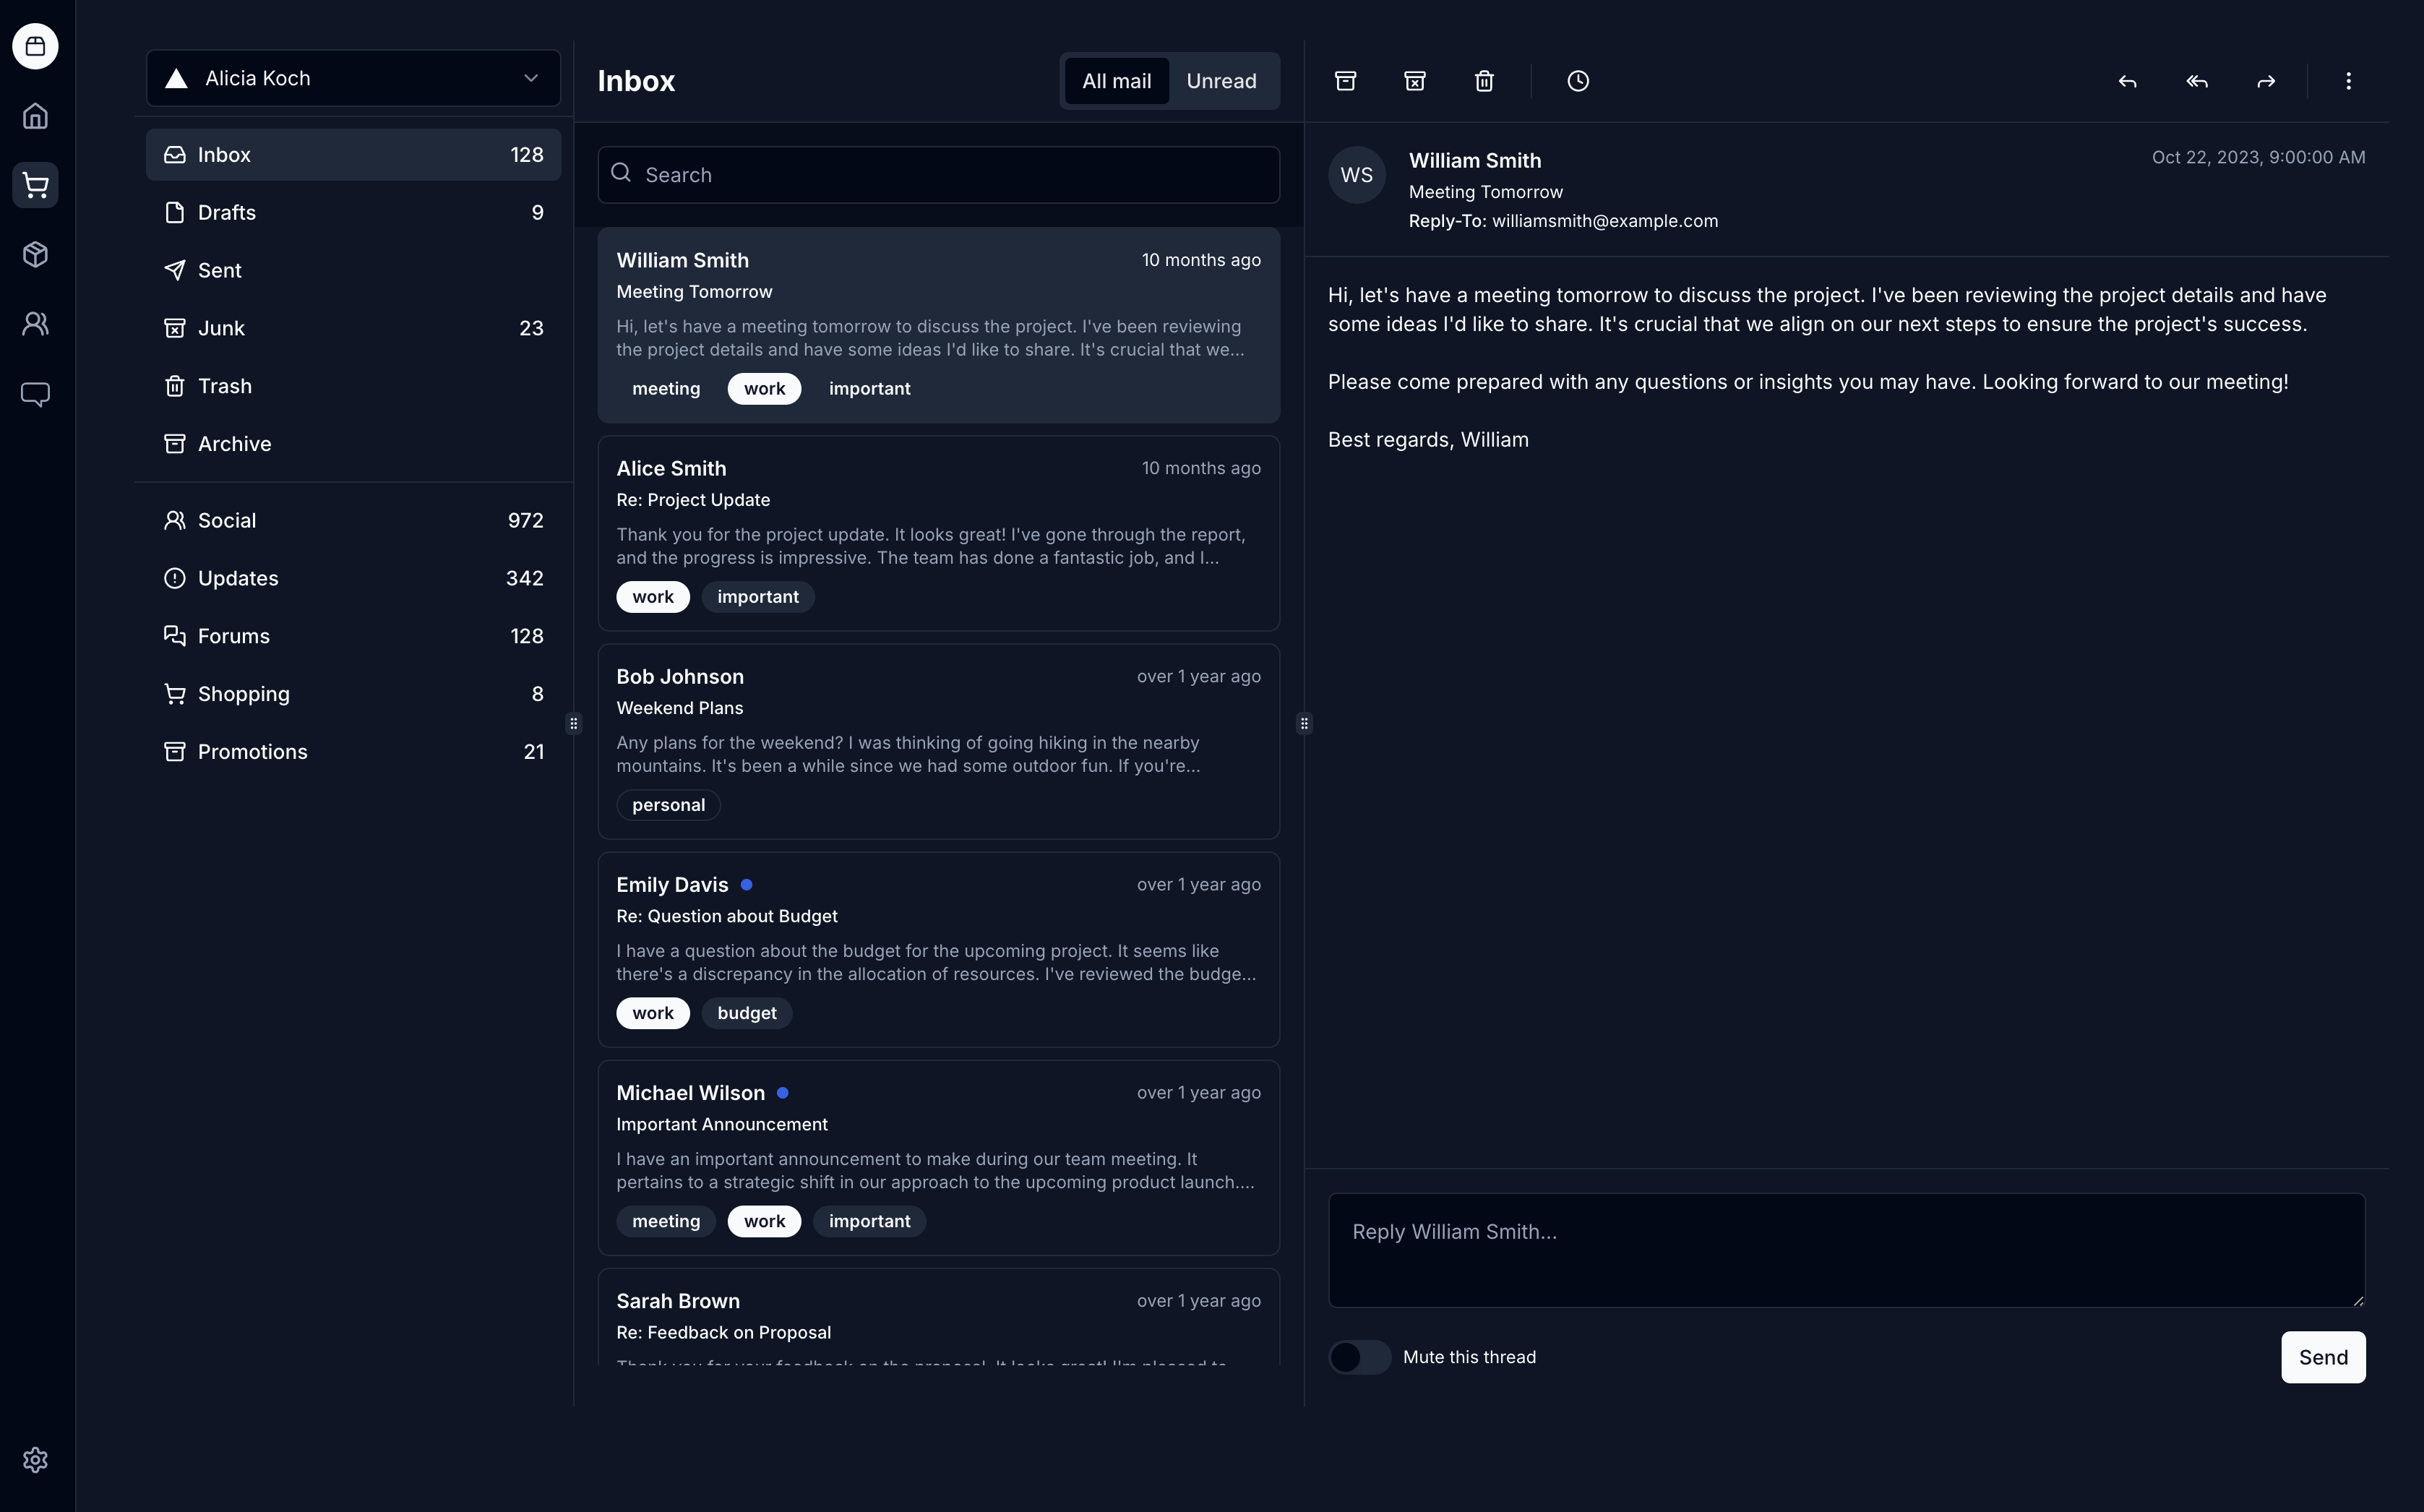 Alicia Koch
Inbox 128
Drafts 9
Sent
Junk 23
Trash
Archive
Social 972
Updates 342
Forums 128
Shopping 8
Promotions 21
Inbox
All mail Unread
Search
William Smith 10 months ago
Meeting Tomorrow
Hi, let's have a meeting tomorrow to discuss the project. I've been reviewing
the project details and have some ideas I'd like to share. It's crucial that we...
meeting work important
Alice Smith 10 months ago
Re: Project Update
Thank you for the project update. It looks great! I've gone through the report,
and the progress is impressive. The team has done a fantastic job, and I...
work important
Bob Johnson over 1 year ago
Weekend Plans
Any plans for the weekend? I was thinking of going hiking in the nearby
mountains. It's been a while since we had some outdoor fun. If you're...
personal
Emily Davis over 1 year ago
Re: Question about Budget
I have a question about the budget for the upcoming project. It seems like
there's a discrepancy in the allocation of resources. I've reviewed the budge...
work budget
Michael Wilson over 1 year ago
Important Announcement
I have an important announcement to make during our team meeting. It
pertains to a strategic shift in our approach to the upcoming product launch....
meeting work important
Sarah Brown over 1 year ago
Re: Feedback on Proposal
Thank you for your feedback on the proposal. It looks great! I'm pleased to
WS
William Smith Oct 22, 2023, 9:00:00 AM
Meeting Tomorrow
Reply-To: williamsmith@example.com
Hi, let's have a meeting tomorrow to discuss the project. I've been reviewing the project details and have
some ideas I'd like to share. It's crucial that we align on our next steps to ensure the project's success.
Please come prepared with any questions or insights you may have. Looking forward to our meeting!
Best regards, William
Reply William Smith...
Mute this thread Send